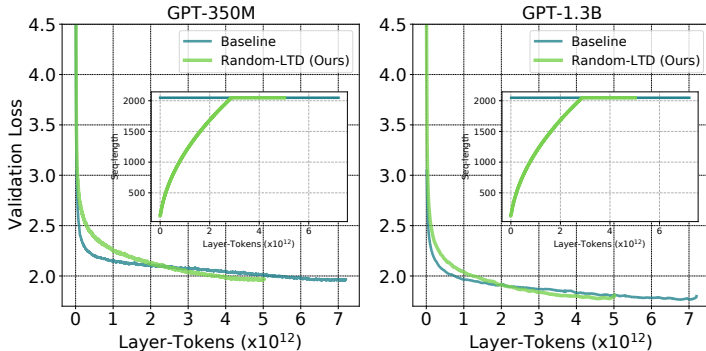 GPT-350M
GPT-1.3B
Validation Loss
4.5
4.0
3.5
3.0
2.5
2.0
Baseline
Random-LTD (Ours)
Seq-length
2000
1500
1000
500
0 2 4 6
Layer-Tokens (x10¹²)
0 1 2 3 4 5 6 7
Layer-Tokens (x10¹²)
4.5
4.0
3.5
3.0
2.5
2.0
Baseline
Random-LTD (Ours)
Seq-length
2000
1500
1000
500
0 2 4 6
Layer-Tokens (x10¹²)
0 1 2 3 4 5 6 7
Layer-Tokens (x10¹²)